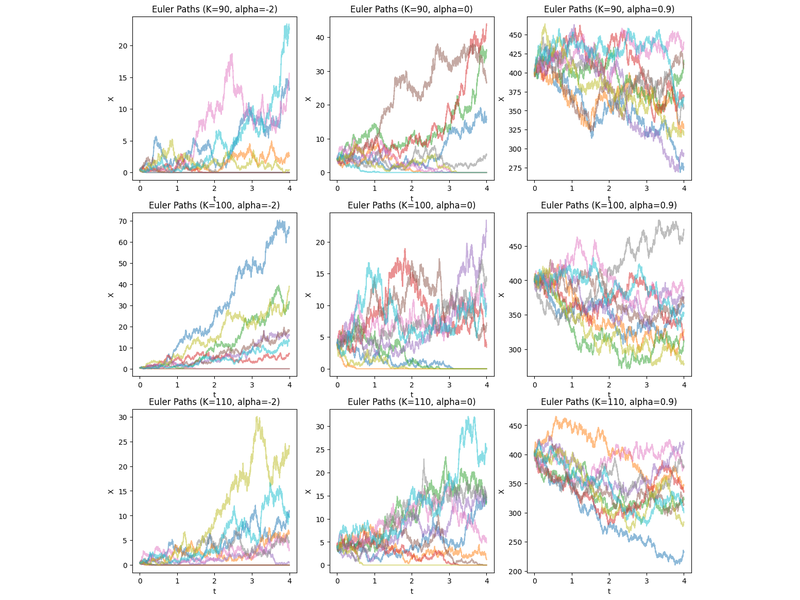 Euler Paths (K=90, alpha=-2)
Euler Paths (K=90, alpha=0)
Euler Paths (K=90, alpha=0.9)
X
20
15
10
5
0
0 1 2 3 4
t
X
40
30
20
10
0
0 1 2 3 4
t
X
450
425
400
375
350
325
300
275
0 1 2 3 4
t
Euler Paths (K=100, alpha=-2)
Euler Paths (K=100, alpha=0)
Euler Paths (K=100, alpha=0.9)
X
70
60
50
40
30
20
10
0
0 1 2 3 4
t
X
20
15
10
5
0
0 1 2 3 4
t
X
450
400
350
300
0 1 2 3 4
t
Euler Paths (K=110, alpha=-2)
Euler Paths (K=110, alpha=0)
Euler Paths (K=110, alpha=0.9)
X
30
25
20
15
10
5
0
0 1 2 3 4
t
X
30
25
20
15
10
5
0
0 1 2 3 4
t
X
450
400
350
300
250
200
0 1 2 3 4
t